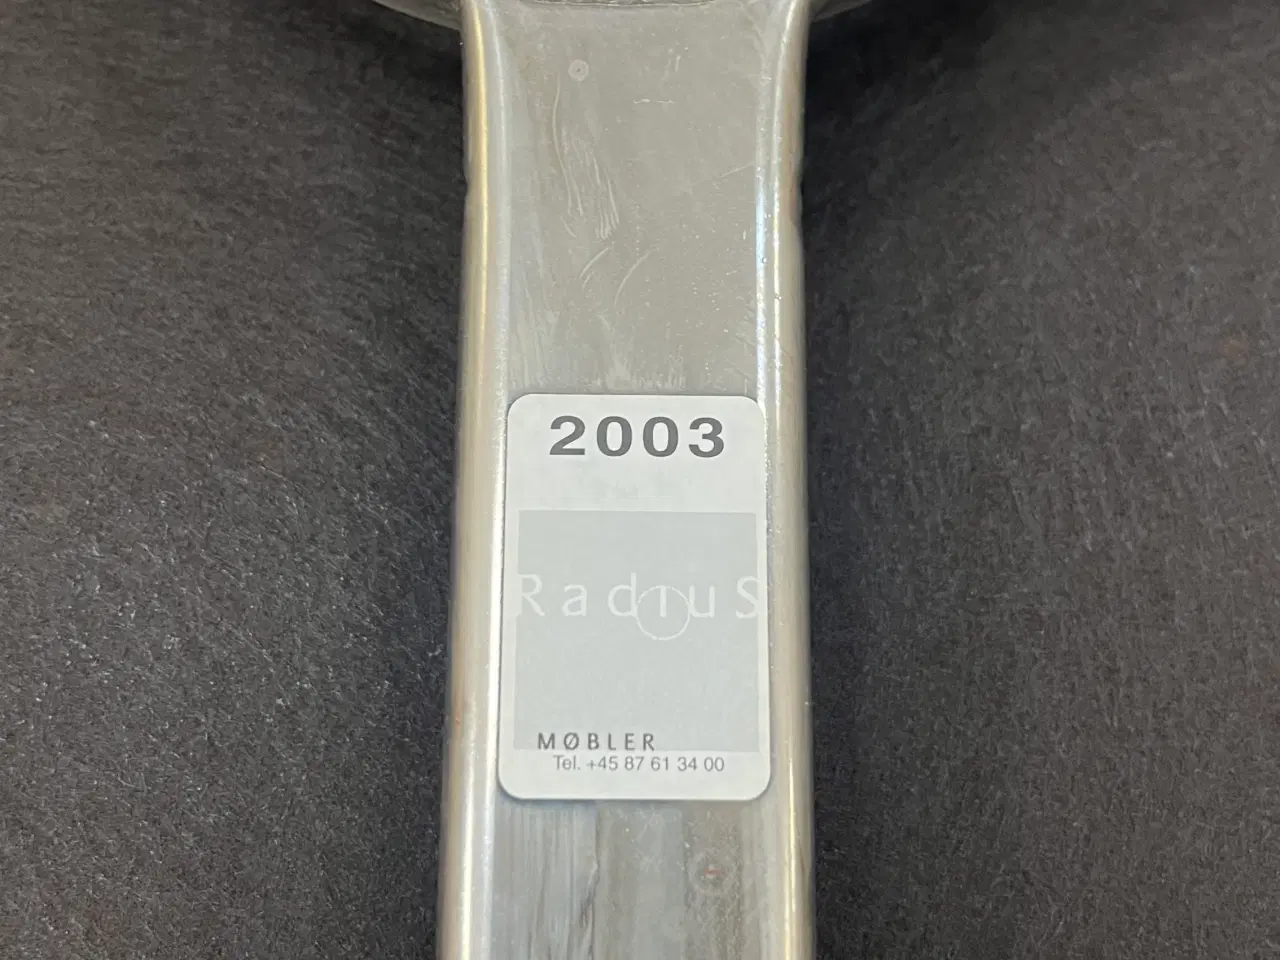 2003
Radius
MØBLER
Tel. +45 87 61 34 00